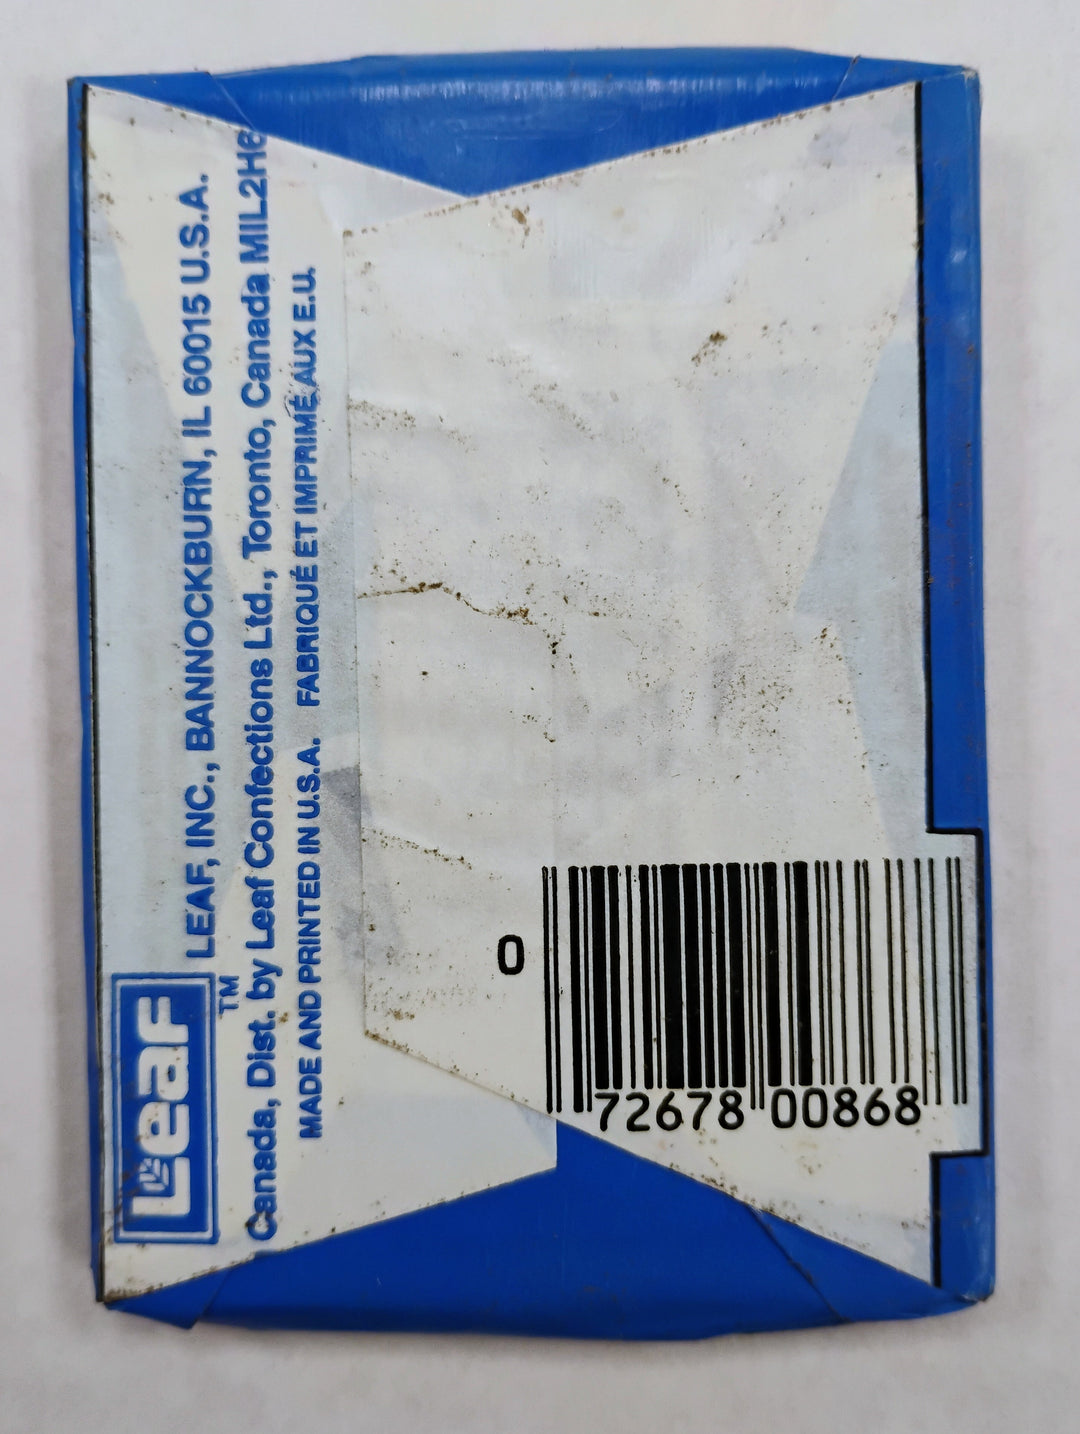 Leaf TM LEAF, INC., BANNOCKBURN, IL 60015 U.S.A.
Canada, Dist. by Leaf Confections Ltd., Toronto, Canada MIL2H6
MADE AND PRINTED IN U.S.A. FABRIQUÉ ET IMPRIMÉ AUX E.U.
0 72678 00868